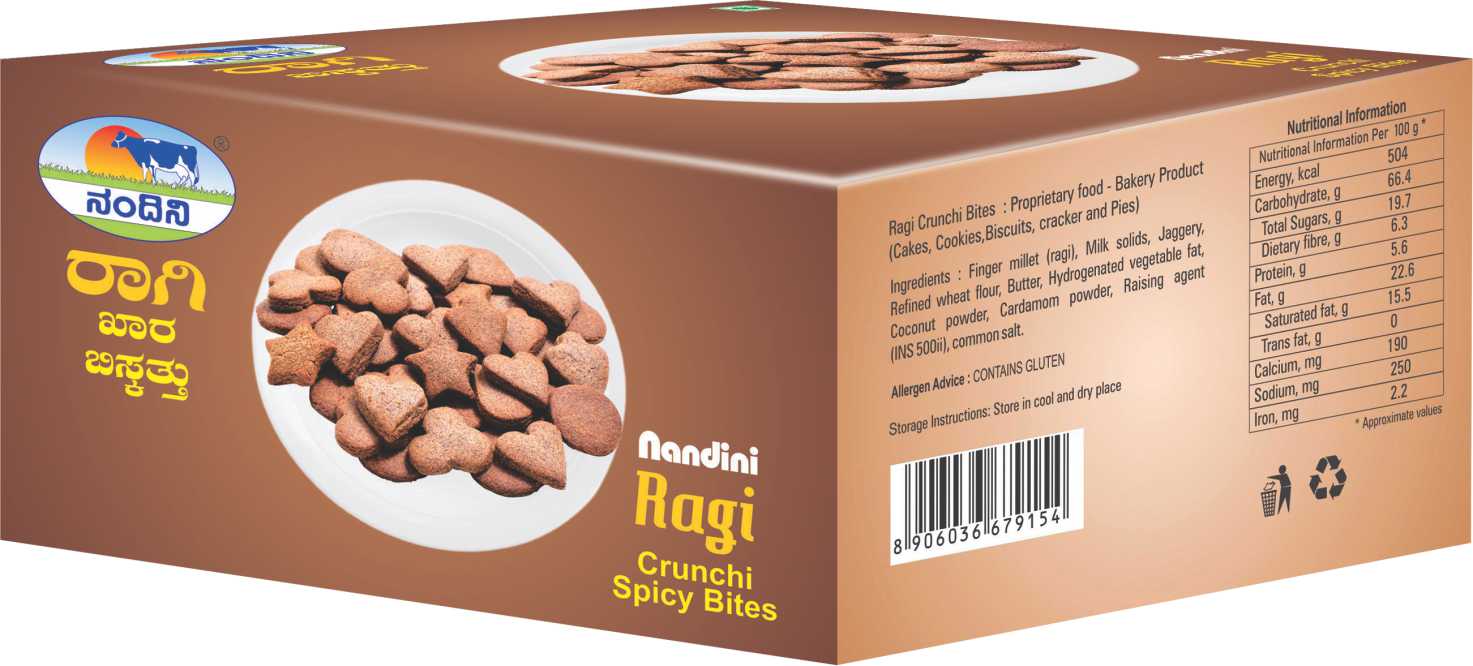 ನಂದಿನಿ
ರಾಗಿ
Nandini
Ragi
Crunchi
Spicy Bites
®
ನಂದಿನಿ
ರಾಗಿ
ಖಾರ
ಬಿಸ್ಕತ್ತು
Nandini
Ragi
Crunchi
Spicy Bites
Ragi Crunchi Bites : Proprietary food - Bakery Product
(Cakes, Cookies,Biscuits, cracker and Pies)
Ingredients : Finger millet (ragi), Milk solids, Jaggery,
Refined wheat flour, Butter, Hydrogenated vegetable fat,
Coconut powder, Cardamom powder, Raising agent
(INS 500ii), common salt.
Allergen Advice : CONTAINS GLUTEN
Storage Instructions: Store in cool and dry place
8 906036 679154
Nutritional Information
Nutritional Information Per 100 g *
Energy, kcal 504
Carbohydrate, g 66.4
Total Sugars, g 19.7
Dietary fibre, g 6.3
Protein, g 5.6
Fat, g 22.6
Saturated fat, g 15.5
Trans fat, g 0
Calcium, mg 190
Sodium, mg 250
Iron, mg 2.2
* Approximate values